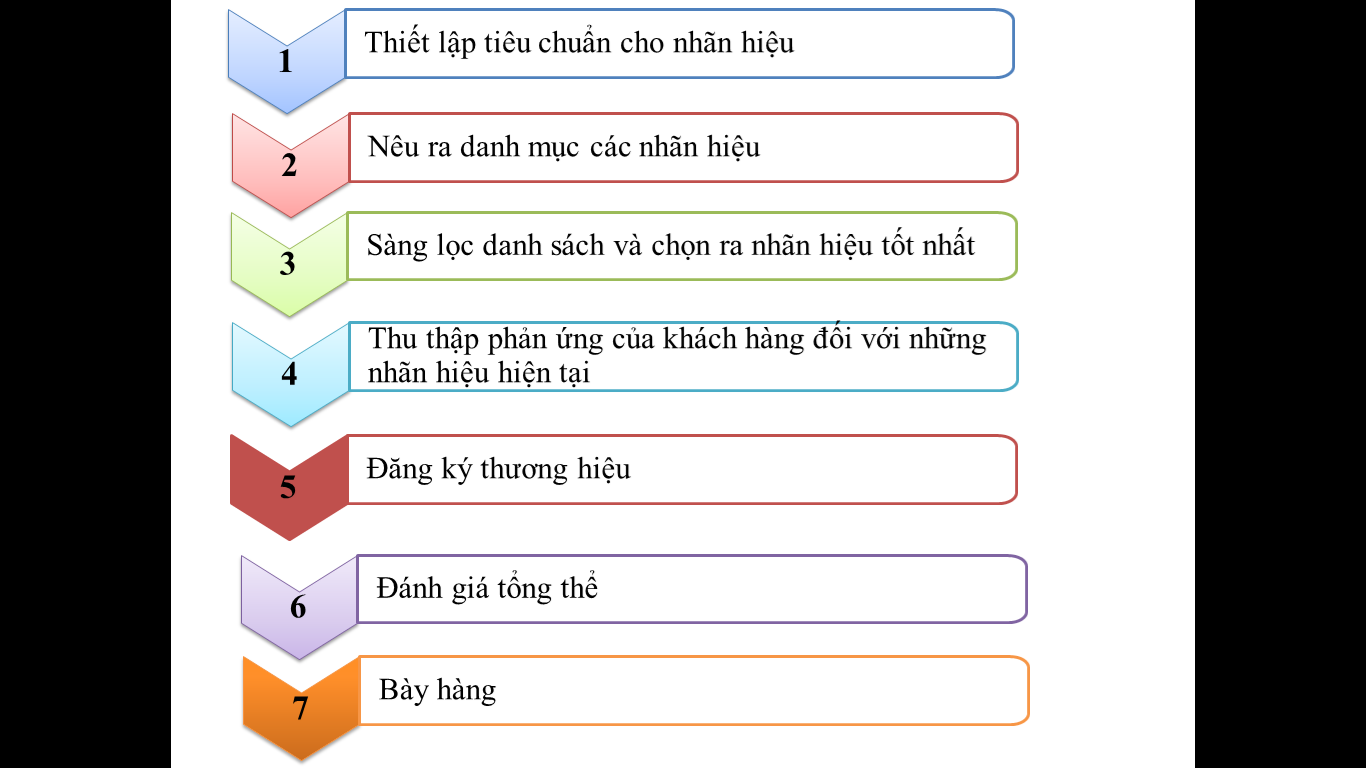 1
Thiết lập tiêu chuẩn cho nhãn hiệu
2
Nêu ra danh mục các nhãn hiệu
3
Sàng lọc danh sách và chọn ra nhãn hiệu tốt nhất
4
Thu thập phản ứng của khách hàng đối với những
nhãn hiệu hiện tại
5
Đăng ký thương hiệu
6
Đánh giá tổng thể
7
Bày hàng